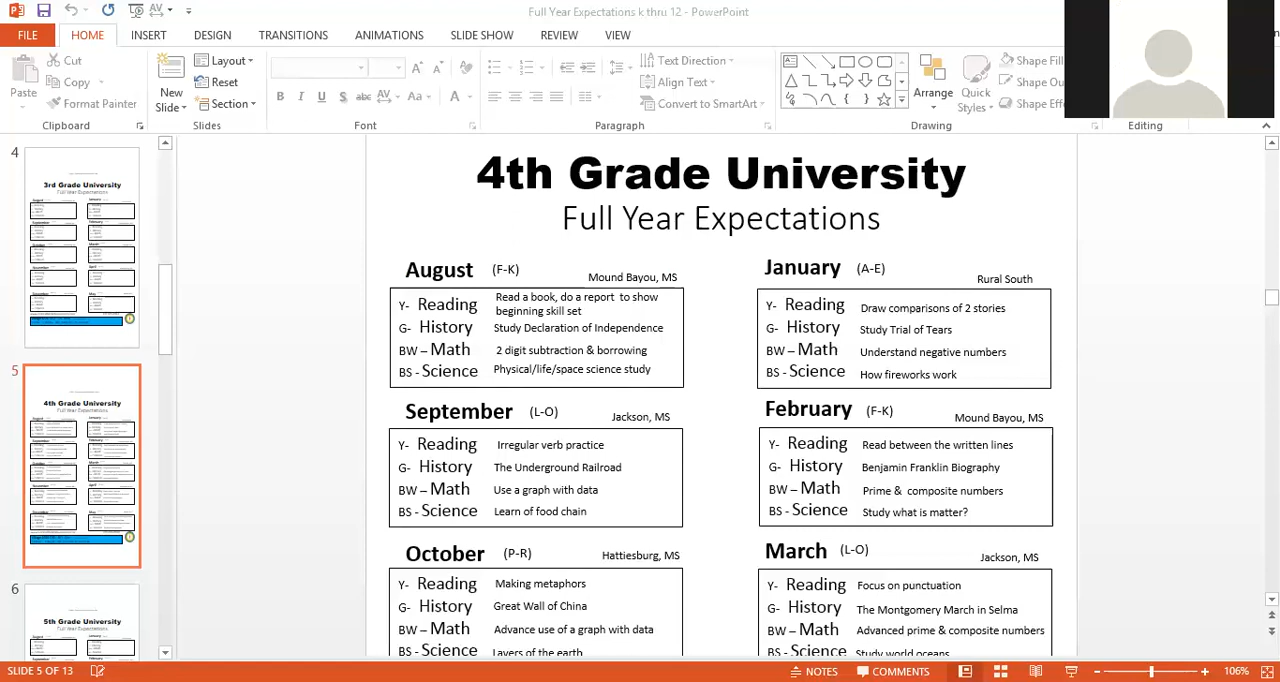 Full Year Expectations k thru 12 - PowerPoint
FILE HOME INSERT DESIGN TRANSITIONS ANIMATIONS SLIDE SHOW REVIEW VIEW
Paste
Cut
Copy
Format Painter
Clipboard
New
Slide
Layout
Reset
Section
Slides
B I U S abc AV Aa A
Font
Text Direction
Align Text
Convert to SmartArt
Paragraph
Arrange
Quick
Styles
Shape Fill
Shape Effe
Drawing
Editing
4
3rd Grade University
Full Year Expectations
5
4th Grade University
Full Year Expectations
6
5th Grade University
Full Year Expectations
4th Grade University
Full Year Expectations
August (F-K) Mound Bayou, MS
Y- Reading Read a book, do a report to show
beginning skill set
G- History Study Declaration of Independence
BW – Math 2 digit subtraction & borrowing
BS - Science Physical/life/space science study
September (L-O) Jackson, MS
Y- Reading Irregular verb practice
G- History The Underground Railroad
BW – Math Use a graph with data
BS - Science Learn of food chain
October (P-R) Hattiesburg, MS
Y- Reading Making metaphors
G- History Great Wall of China
BW – Math Advance use of a graph with data
BS - Science Layers of the earth
January (A-E) Rural South
Y- Reading Draw comparisons of 2 stories
G- History Study Trial of Tears
BW – Math Understand negative numbers
BS - Science How fireworks work
February (F-K) Mound Bayou, MS
Y- Reading Read between the written lines
G- History Benjamin Franklin Biography
BW – Math Prime & composite numbers
BS - Science Study what is matter?
March (L-O) Jackson, MS
Y- Reading Focus on punctuation
G- History The Montgomery March in Selma
BW – Math Advanced prime & composite numbers
BS - Science Study world oceans
SLIDE 5 OF 13
NOTES COMMENTS 106%